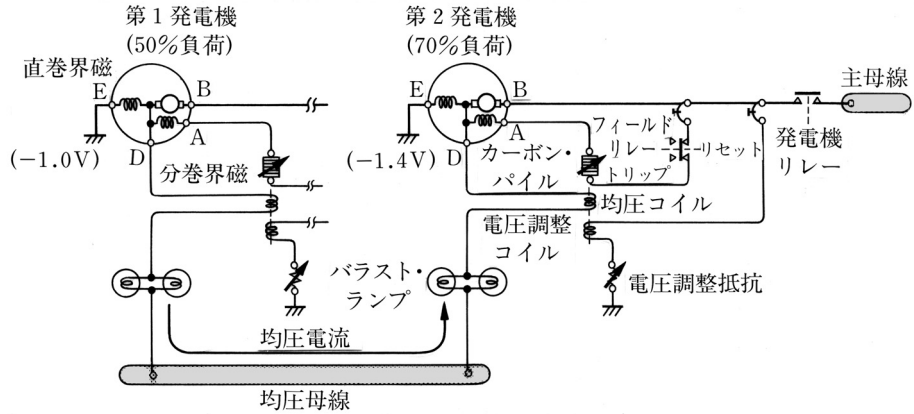 第1発電機
(50%負荷)
直巻界磁
E
B
A
D
(−1.0V)
分巻界磁
第2発電機
(70%負荷)
E
B
A
D
(−1.4V)
カーボン・
パイル
フィールド
リレー
トリップ
リセット
主母線
発電機
リレー
均圧コイル
電圧調整
コイル
電圧調整抵抗
バラスト・
ランプ
均圧電流
均圧母線